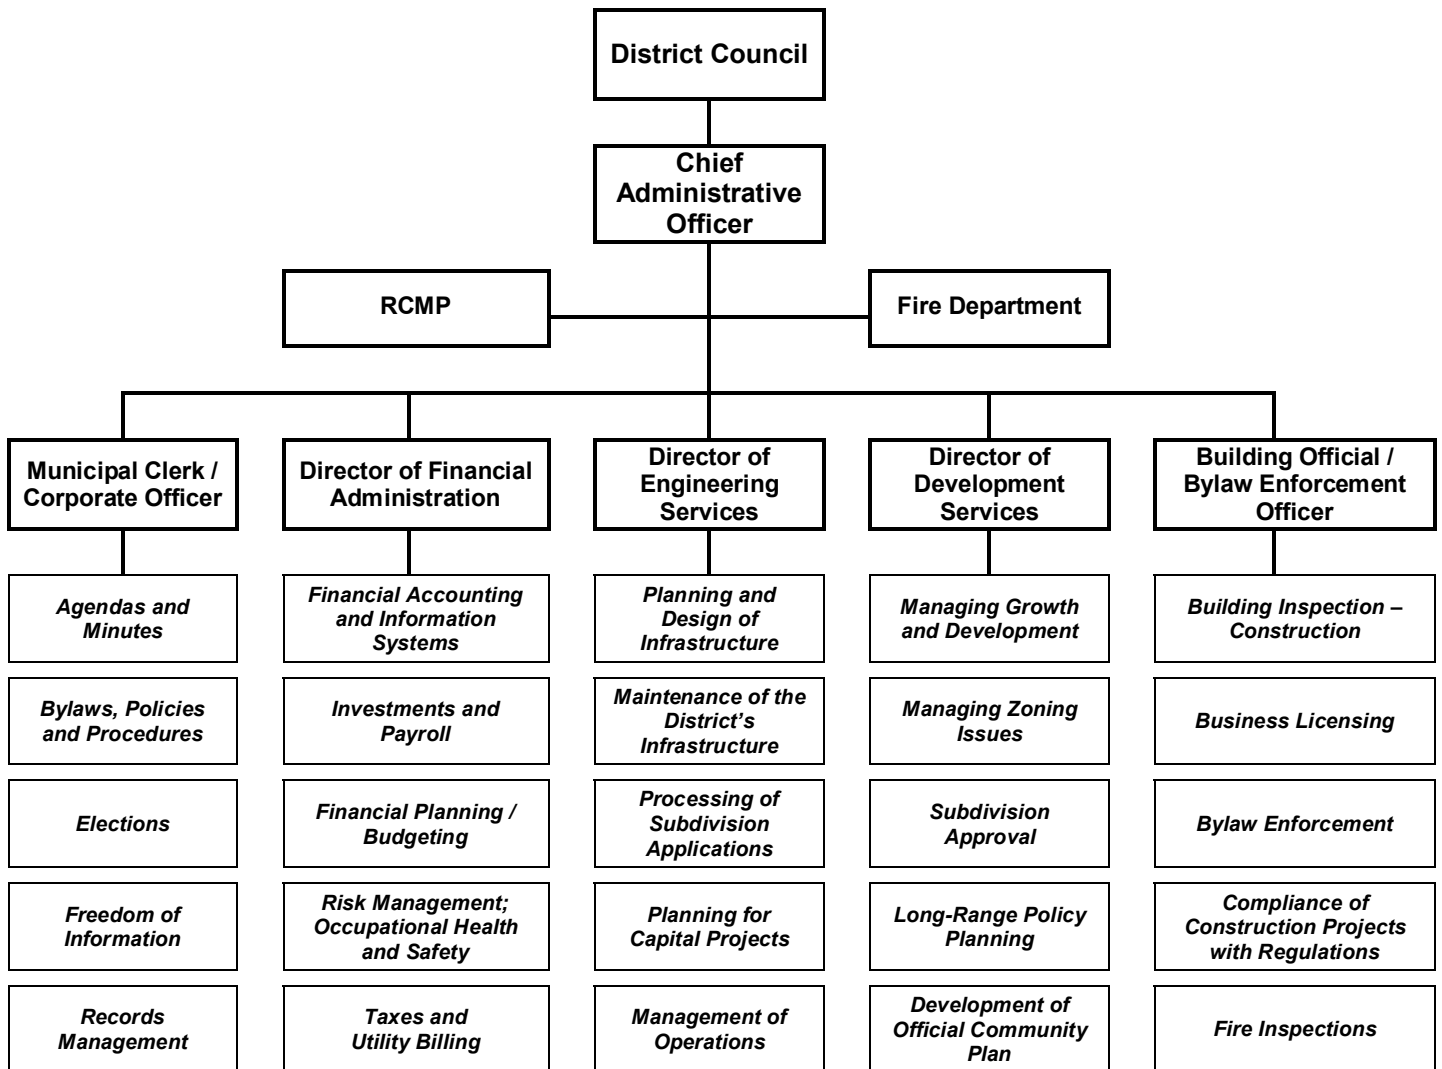 District Council
Chief
Administrative
Officer
RCMP
Fire Department
Municipal Clerk /
Corporate Officer
Director of Financial
Administration
Director of
Engineering
Services
Director of
Development
Services
Building Official /
Bylaw Enforcement
Officer
Agendas and
Minutes
Financial Accounting
and Information
Systems
Planning and
Design of
Infrastructure
Managing Growth
and Development
Building Inspection –
Construction
Bylaws, Policies
and Procedures
Investments and
Payroll
Maintenance of the
District’s
Infrastructure
Managing Zoning
Issues
Business Licensing
Elections
Financial Planning /
Budgeting
Processing of
Subdivision
Applications
Subdivision
Approval
Bylaw Enforcement
Freedom of
Information
Risk Management;
Occupational Health
and Safety
Planning for
Capital Projects
Long-Range Policy
Planning
Compliance of
Construction Projects
with Regulations
Records
Management
Taxes and
Utility Billing
Management of
Operations
Development of
Official Community
Plan
Fire Inspections